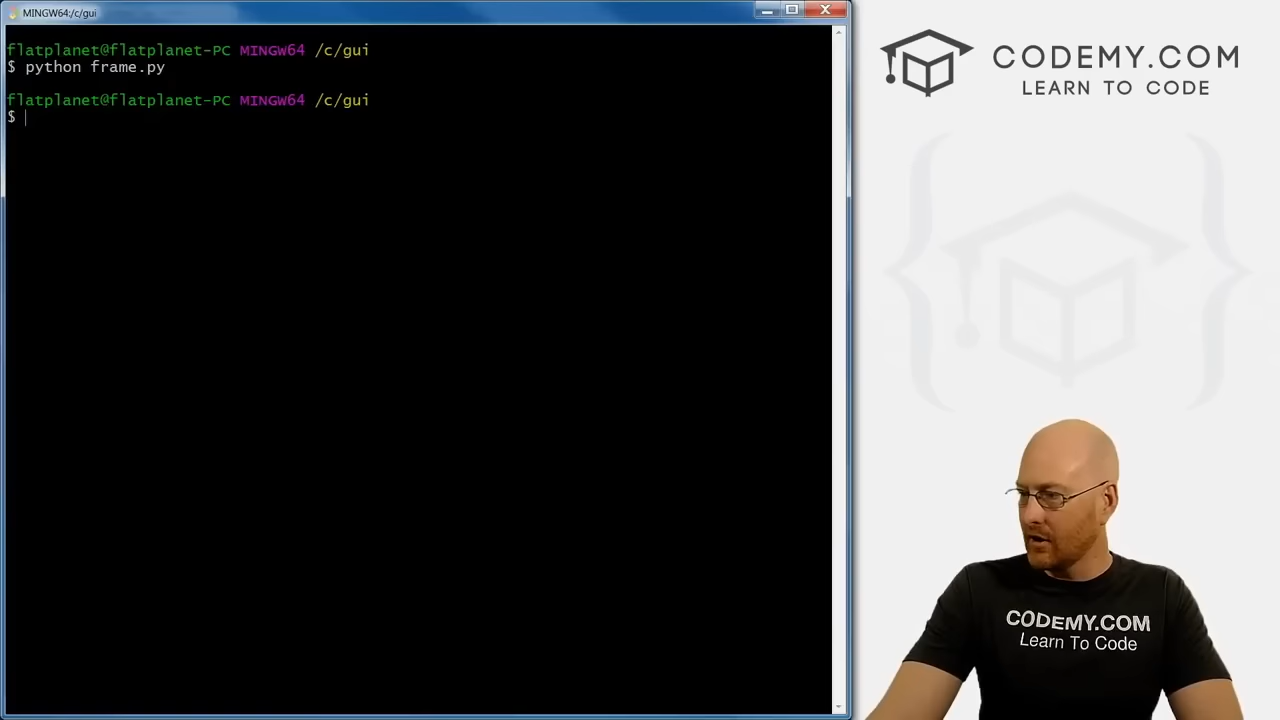 MINGW64:/c/gui
flatplanet@flatplanet-PC MINGW64 /c/gui
$ python frame.py
flatplanet@flatplanet-PC MINGW64 /c/gui
$
CODEMY.COM
LEARN TO CODE
CODEMY.COM
Learn To Code